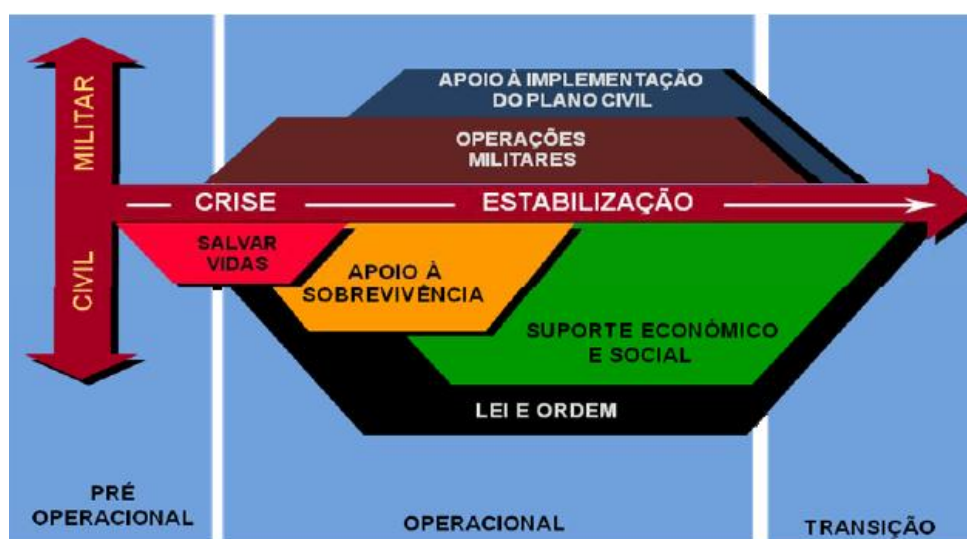 MILITAR
CIVIL
APOIO À IMPLEMENTAÇÃO
DO PLANO CIVIL
OPERAÇÕES
MILITARES
CRISE
ESTABILIZAÇÃO
SALVAR
VIDAS
APOIO À
SOBREVIVÊNCIA
SUPORTE ECONÓMICO
E SOCIAL
LEI E ORDEM
PRÉ
OPERACIONAL
OPERACIONAL
TRANSIÇÃO